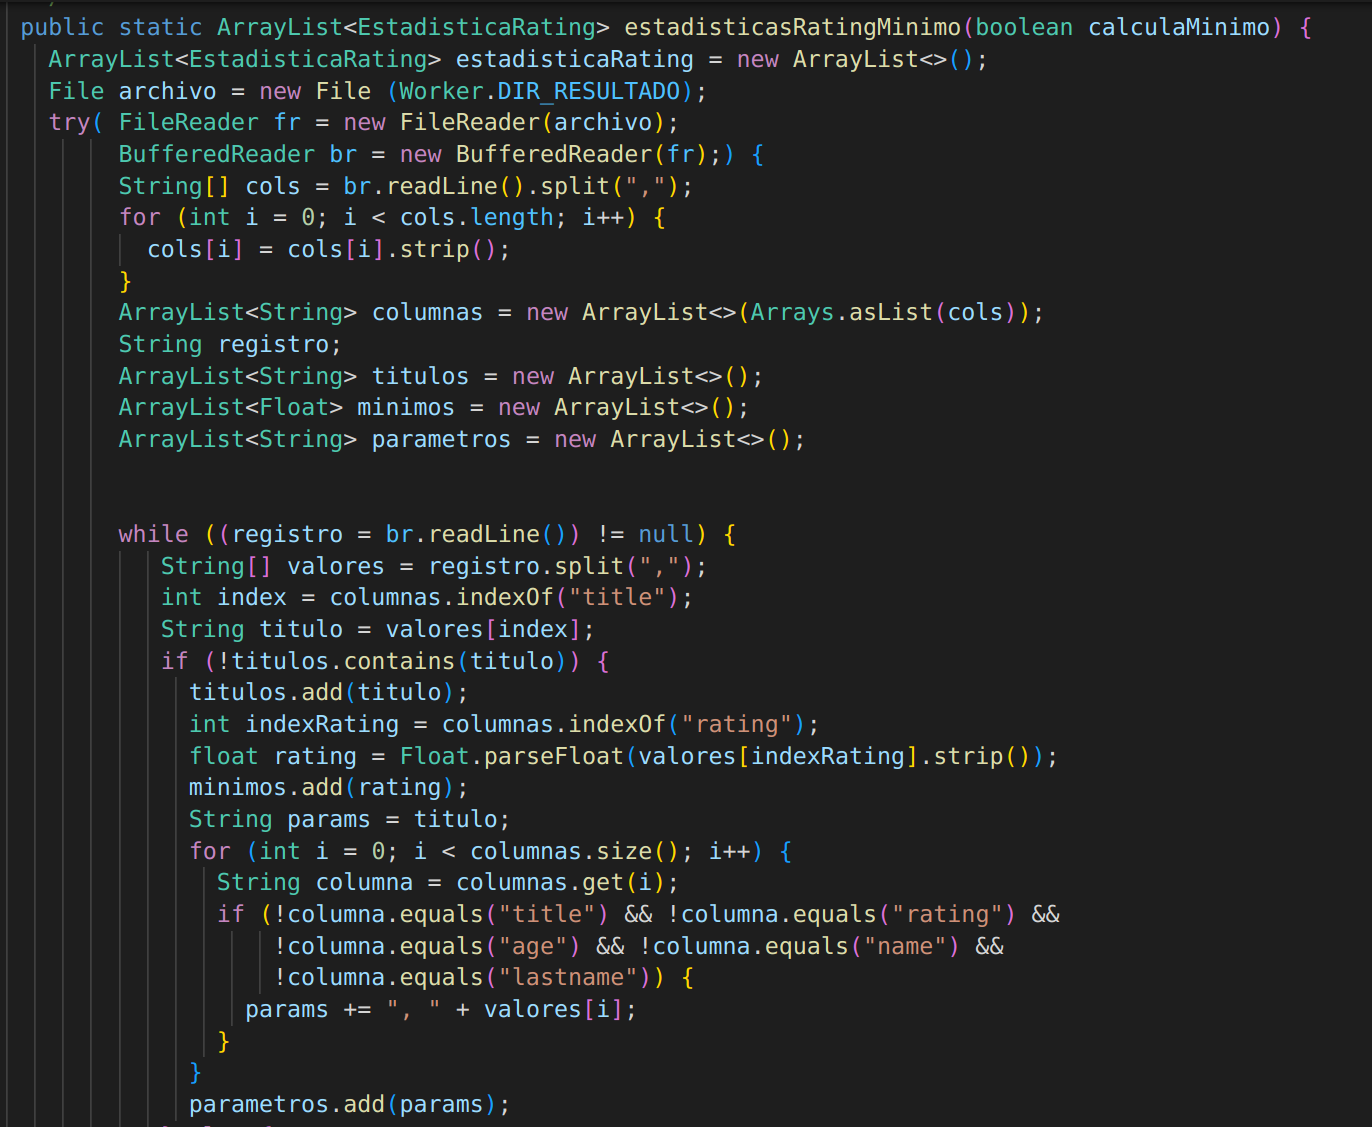 public static ArrayList<EstadisticaRating> estadisticasRatingMinimo(boolean calculaMinimo) {
ArrayList<EstadisticaRating> estadisticaRating = new ArrayList<>();
File archivo = new File (Worker.DIR_RESULTADO);
try( FileReader fr = new FileReader(archivo);
BufferedReader br = new BufferedReader(fr);) {
String[] cols = br.readLine().split(",");
for (int i = 0; i < cols.length; i++) {
cols[i] = cols[i].strip();
}
ArrayList<String> columnas = new ArrayList<>(Arrays.asList(cols));
String registro;
ArrayList<String> titulos = new ArrayList<>();
ArrayList<Float> minimos = new ArrayList<>();
ArrayList<String> parametros = new ArrayList<>();
while ((registro = br.readLine()) != null) {
String[] valores = registro.split(",");
int index = columnas.indexOf("title");
String titulo = valores[index];
if (!titulos.contains(titulo)) {
titulos.add(titulo);
int indexRating = columnas.indexOf("rating");
float rating = Float.parseFloat(valores[indexRating].strip());
minimos.add(rating);
String params = titulo;
for (int i = 0; i < columnas.size(); i++) {
String columna = columnas.get(i);
if (!columna.equals("title") && !columna.equals("rating") &&
!columna.equals("age") && !columna.equals("name") &&
!columna.equals("lastname")) {
params += ", " + valores[i];
}
}
parametros.add(params);